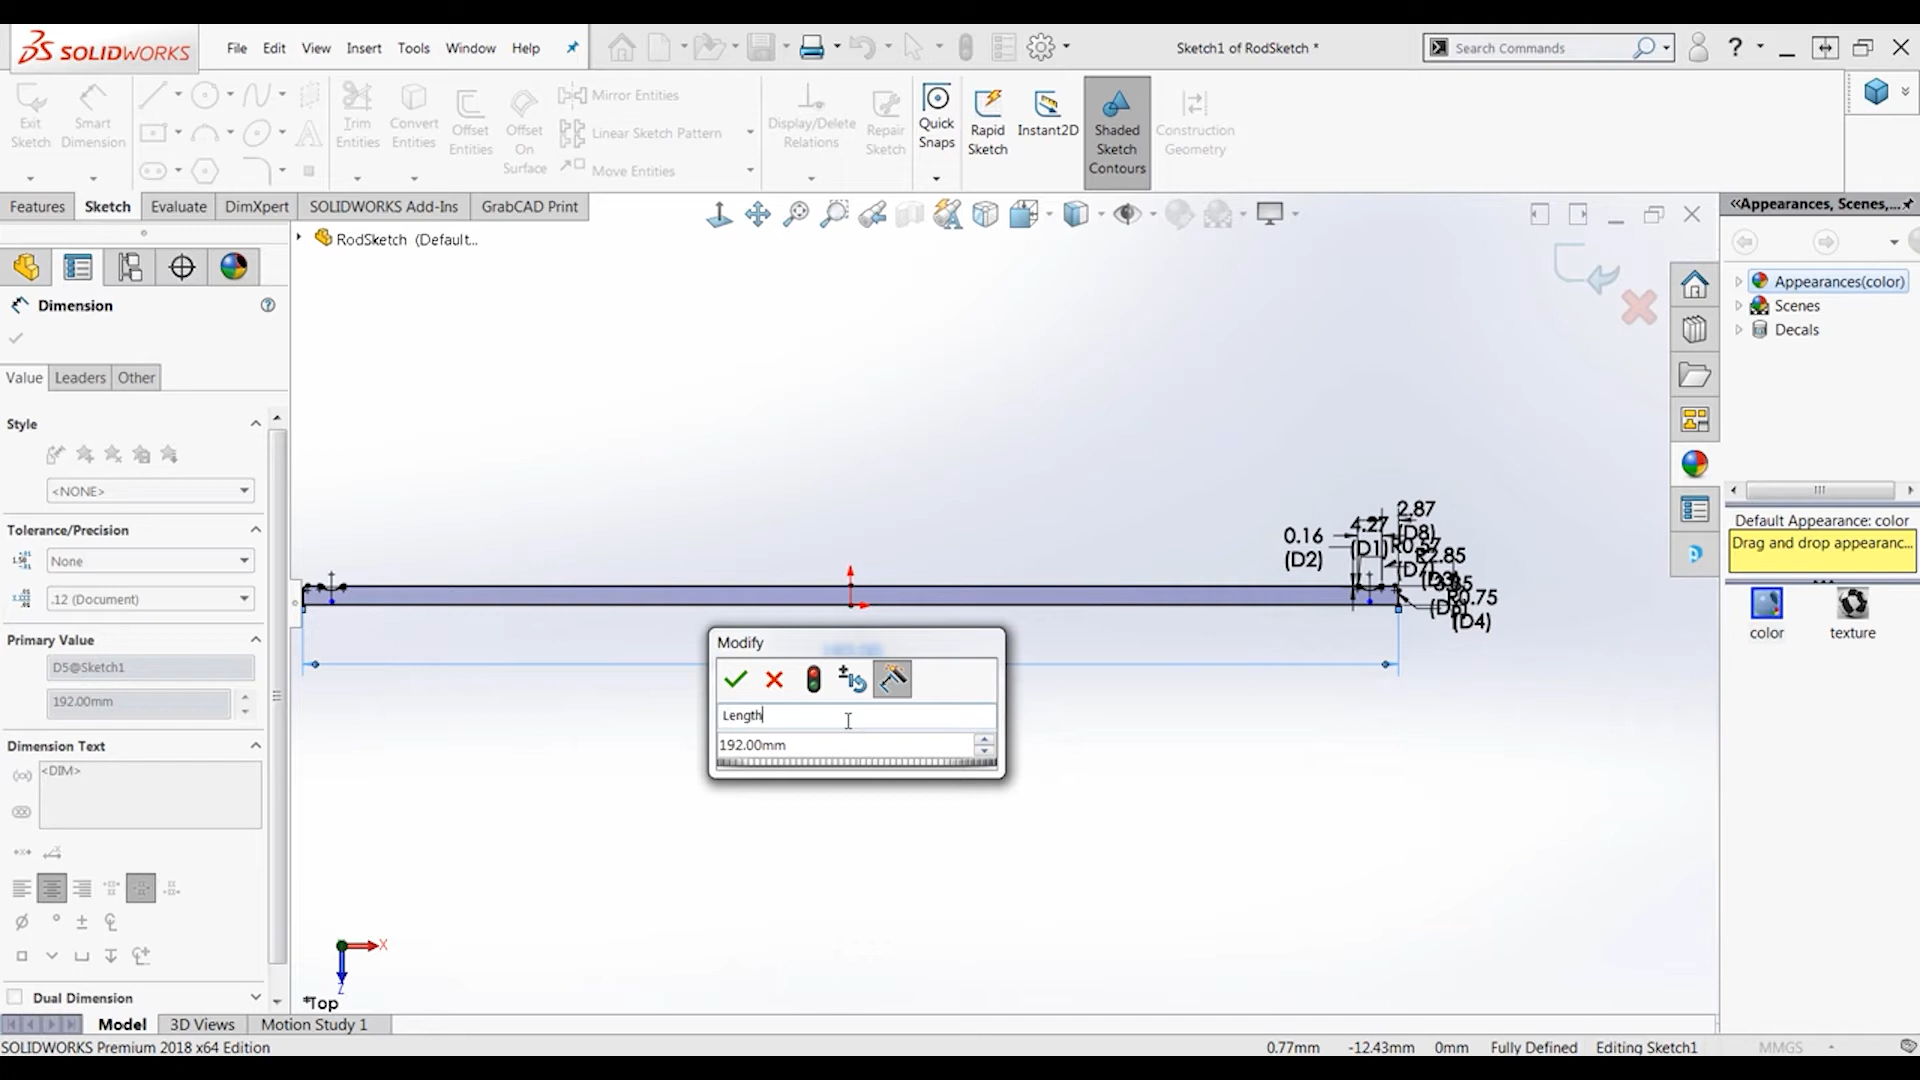 SOLIDWORKS
File Edit View Insert Tools Window Help
Sketch1 of RodSketch *
Search Commands
?
Exit Sketch
Smart Dimension
Trim Entities
Convert Entities
Offset Entities
Offset On Surface
Mirror Entities
Linear Sketch Pattern
Move Entities
Display/Delete Relations
Repair Sketch
Quick Snaps
Rapid Sketch
Instant2D
Shaded Sketch Contours
Construction Geometry
Features Sketch Evaluate DimXpert SOLIDWORKS Add-Ins GrabCAD Print
«Appearances, Scenes,...
RodSketch (Default...
Dimension
Value Leaders Other
Style
<NONE>
Tolerance/Precision
None
.12 (Document)
Primary Value
D5@Sketch1
192.00mm
Dimension Text
<DIM>
Dual Dimension
2.87
(D8)
4.27
(D1)
0.16
(D2)
R0.57
(D7)
R2.85
(D3)
R0.75
(D4)
Modify
Length
192.00mm
X
Z
*Top
Appearances(color)
Scenes
Decals
Default Appearance: color
Drag and drop appearanc...
color
texture
Model 3D Views Motion Study 1
SOLIDWORKS Premium 2018 x64 Edition
0.77mm -12.43mm 0mm Fully Defined Editing Sketch1 MMGS